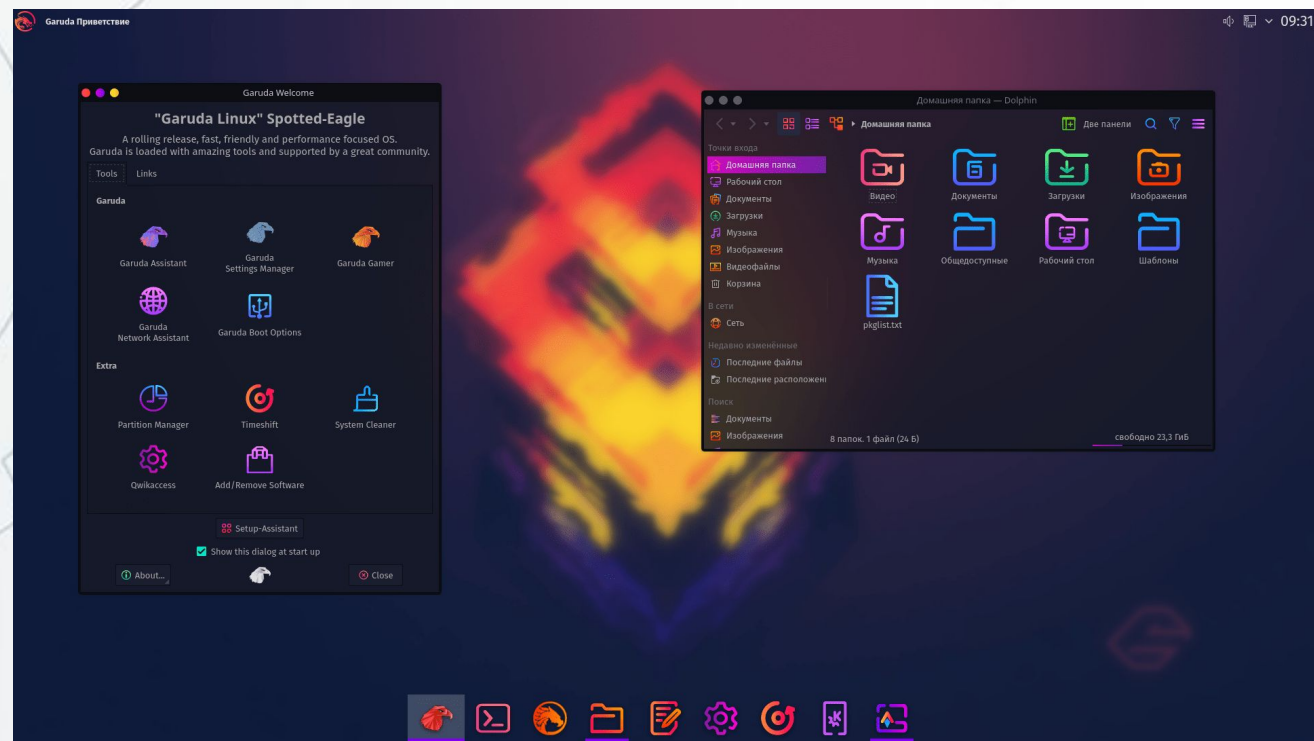 Garuda Приветствие
09:31
Garuda Welcome
"Garuda Linux" Spotted-Eagle
A rolling release, fast, friendly and performance focused OS.
Garuda is loaded with amazing tools and supported by a great community.
Tools Links
Garuda
Garuda Assistant
Garuda
Settings Manager
Garuda Gamer
Garuda
Network Assistant
Garuda Boot Options
Extra
Partition Manager
Timeshift
System Cleaner
Qwikaccess
Add/Remove Software
Setup-Assistant
Show this dialog at start up
About...
Close
Домашняя папка — Dolphin
Домашняя папка
Две панели
Точки входа
Домашняя папка
Рабочий стол
Документы
Загрузки
Музыка
Изображения
Видеофайлы
Корзина
В сети
Сеть
Недавно изменённые
Последние файлы
Последние расположен
Поиск
Документы
Изображения
Видео
Документы
Загрузки
Изображения
Музыка
Общедоступные
Рабочий стол
Шаблоны
pkglist.txt
8 папок. 1 файл (24 Б)
свободно 23,3 ГиБ